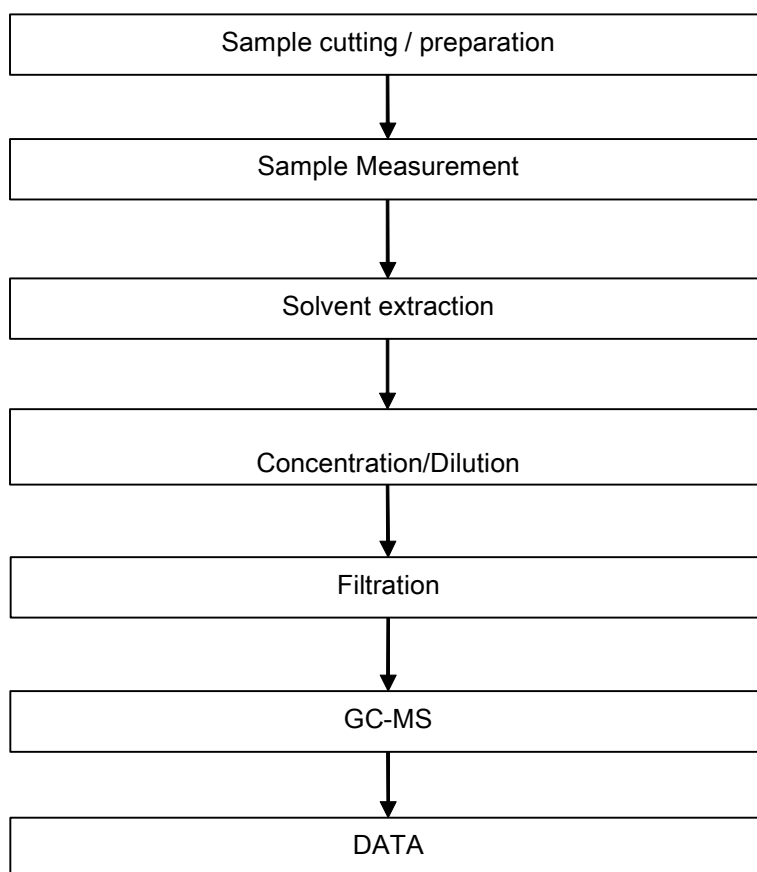 Sample cutting / preparation
Sample Measurement
Solvent extraction
Concentration/Dilution
Filtration
GC-MS
DATA